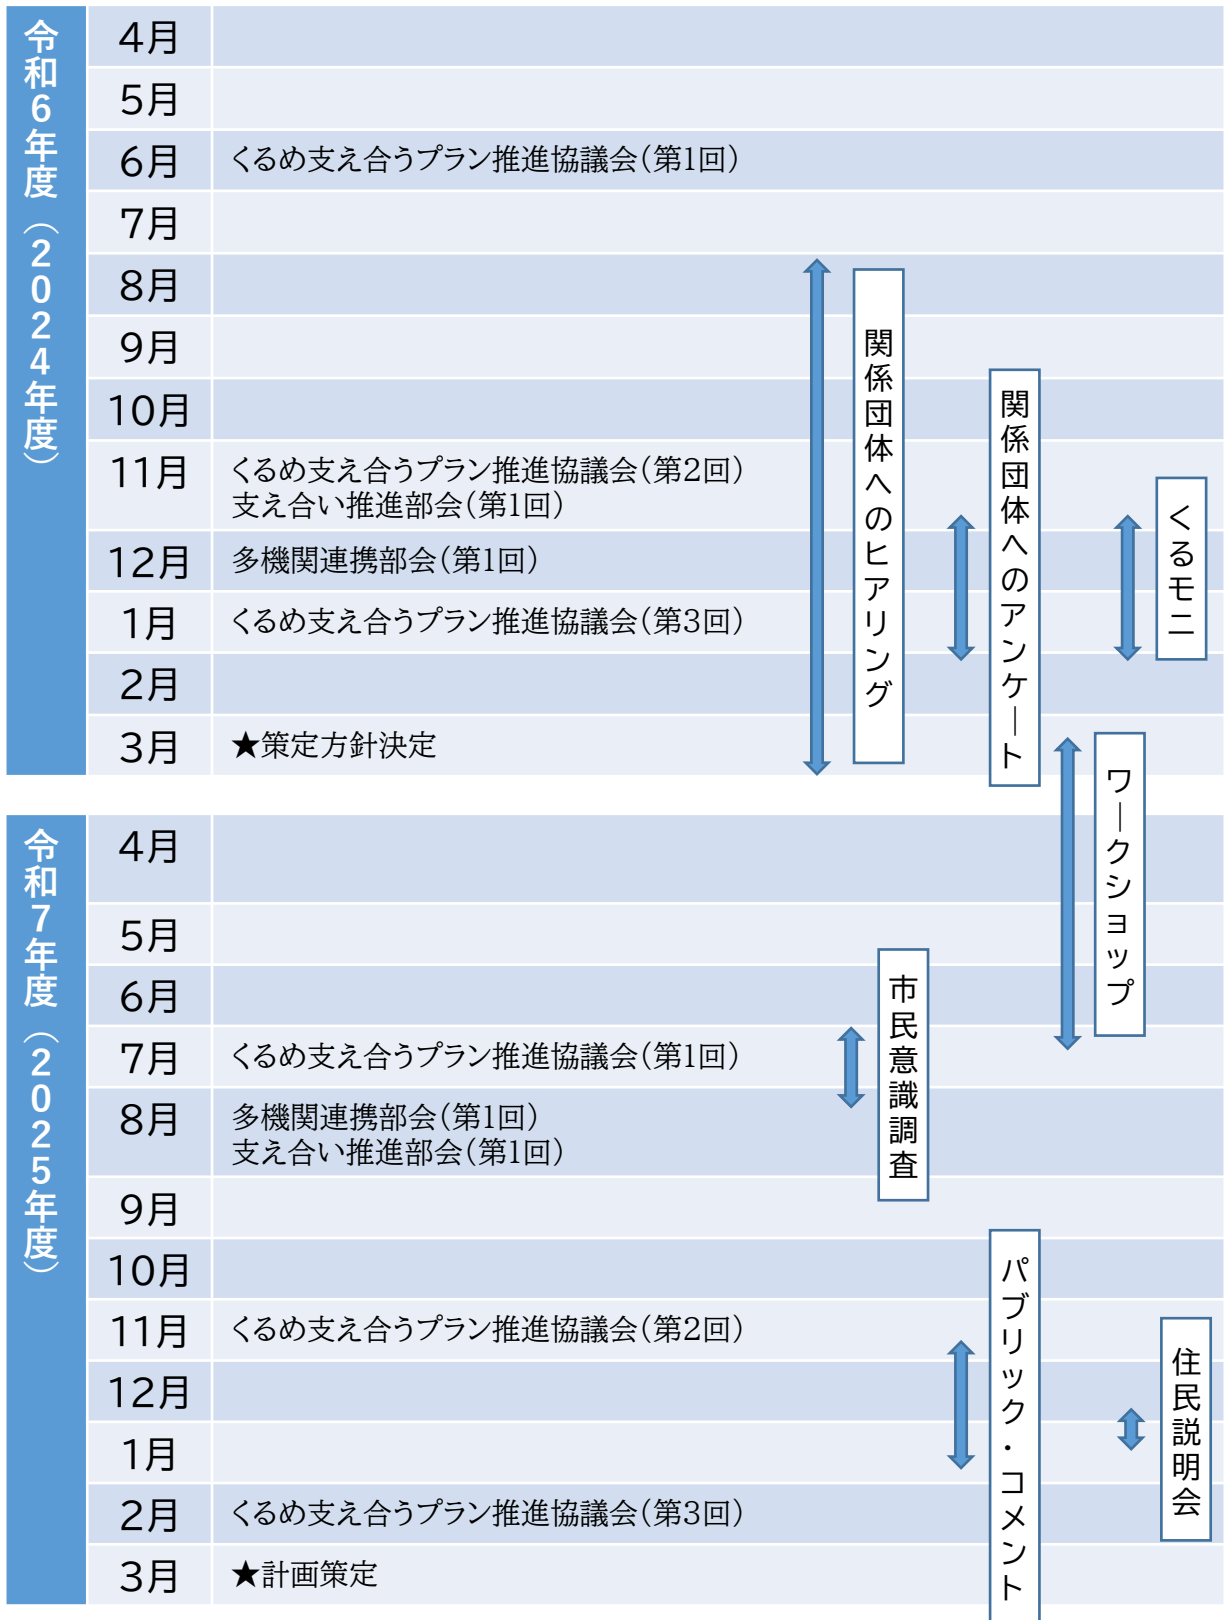 令和6年度（2024年度）
4月
5月
6月 くるめ支え合うプラン推進協議会（第1回）
7月
8月
9月
10月
11月 くるめ支え合うプラン推進協議会（第2回）
支え合い推進部会（第1回）
12月 多機関連携部会（第1回）
1月 くるめ支え合うプラン推進協議会（第3回）
2月
3月 ★策定方針決定
関係団体へのヒアリング
関係団体へのアンケート
くるモニ
ワークショップ
令和7年度（2025年度）
4月
5月
6月
7月 くるめ支え合うプラン推進協議会（第1回）
8月 多機関連携部会（第1回）
支え合い推進部会（第1回）
9月
10月
11月 くるめ支え合うプラン推進協議会（第2回）
12月
1月
2月 くるめ支え合うプラン推進協議会（第3回）
3月 ★計画策定
市民意識調査
パブリック・コメント
住民説明会